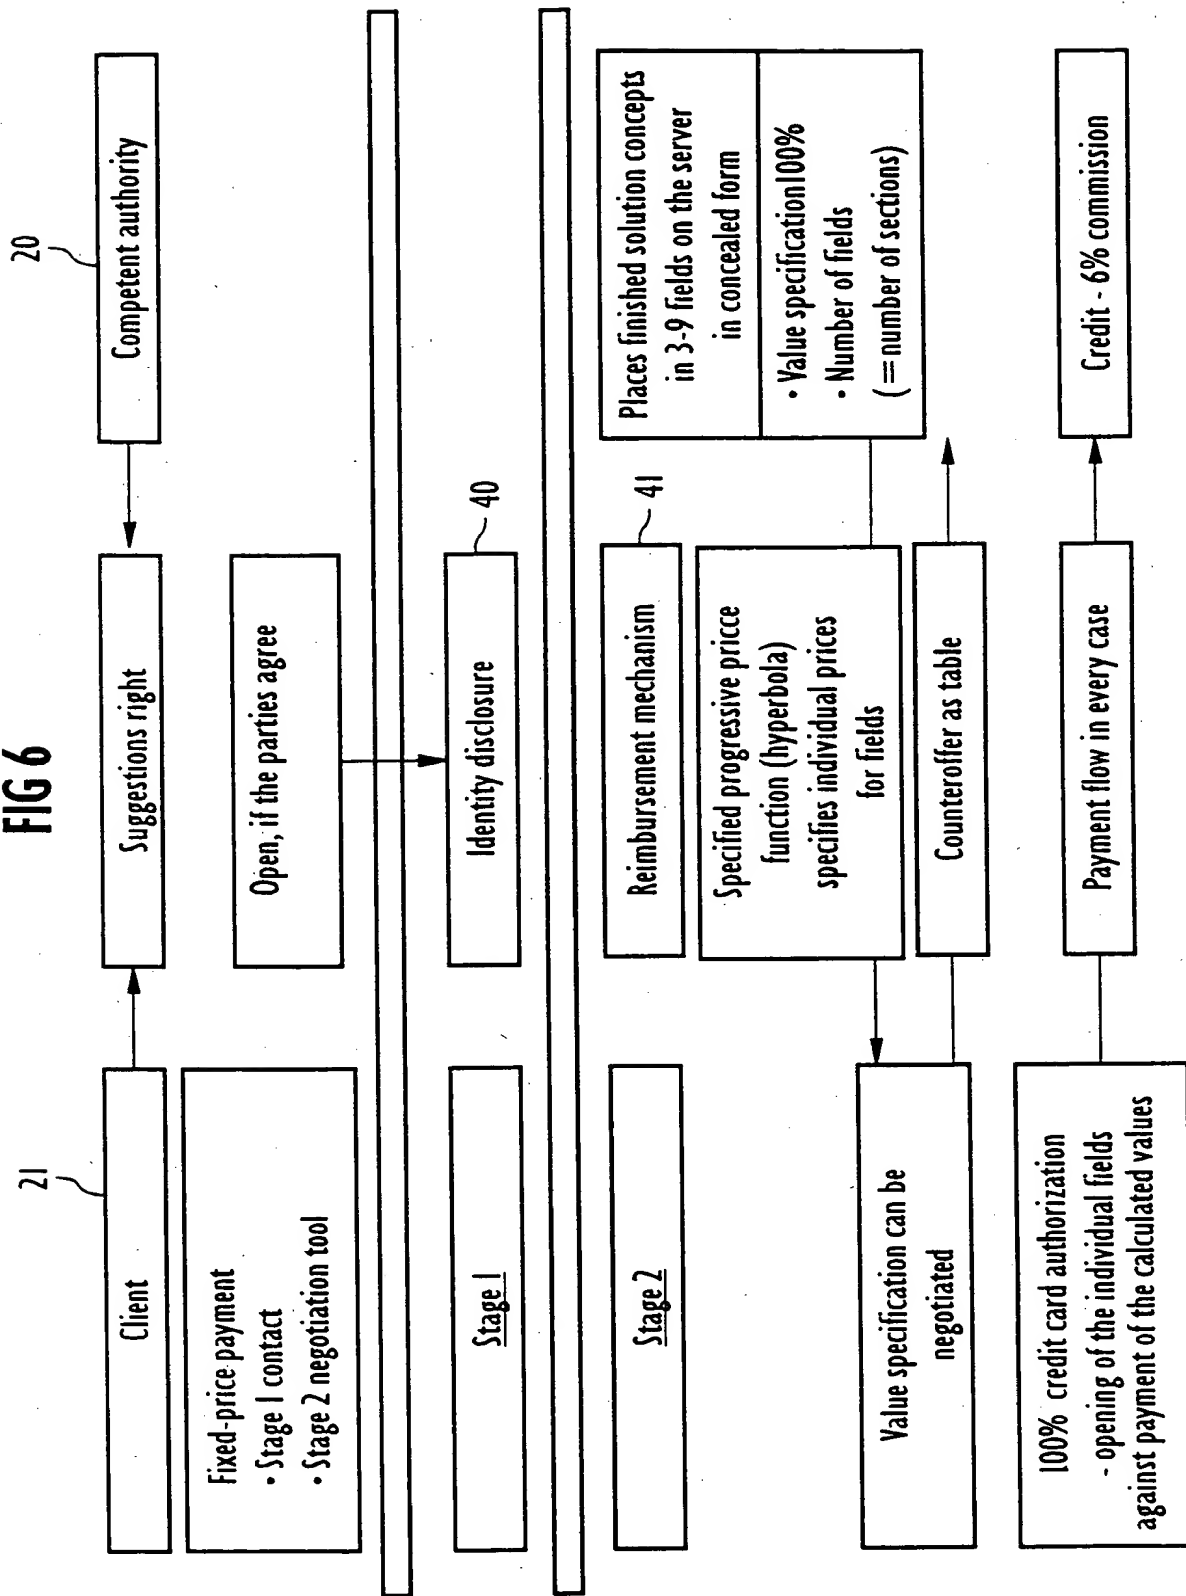 FIG 6
21
20
Client
Suggestions right
Competent authority
Fixed-price payment
• Stage 1 contact
• Stage 2 negotiation tool
Open, if the parties agree
Stage 1
Identity disclosure
40
Stage 2
Reimbursement mechanism
41
Places finished solution concepts
in 3-9 fields on the server
in concealed form
Specified progressive pricce
function (hyperbola)
specifies individual prices
for fields
• Value specification100%
• Number of fields
(=number of sections)
Value specification can be
negotiated
Counteroffer as table
100% credit card authorization
- opening of the individual fields
against payment of the calculated values
Payment flow in every case
Credit - 6% commission